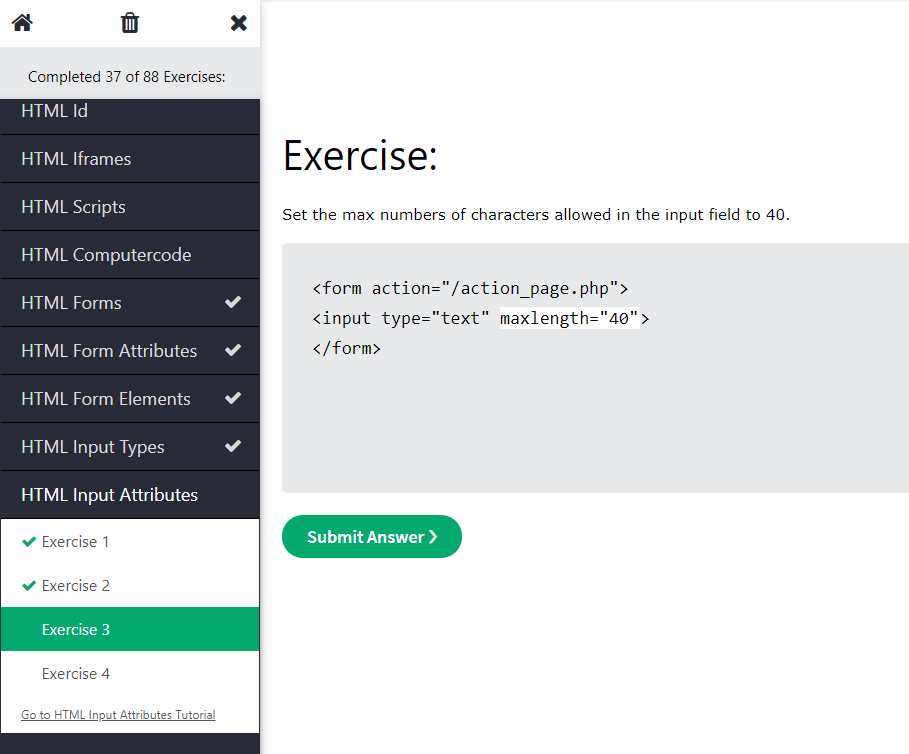 Completed 37 of 88 Exercises:
HTML Id
HTML Iframes
HTML Scripts
HTML Computercode
HTML Forms
HTML Form Attributes
HTML Form Elements
HTML Input Types
HTML Input Attributes
Exercise 1
Exercise 2
Exercise 3
Exercise 4
Go to HTML Input Attributes Tutorial
Exercise:
Set the max numbers of characters allowed in the input field to 40.
<form action="/action_page.php">
<input type="text" maxlength="40">
</form>
Submit Answer ❯